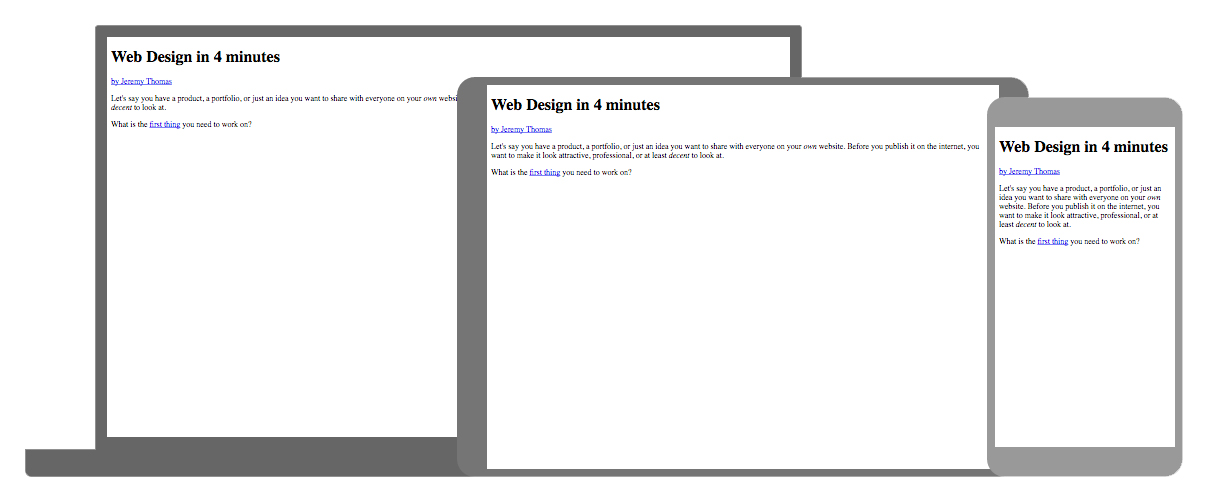 Web Design in 4 minutes
by Jeremy Thomas
Let's say you have a product, a portfolio, or just an idea you want to share with everyone on your own
decent to look at.
What is the first thing you need to work on?
Web Design in 4 minutes
by Jeremy Thomas
Let's say you have a product, a portfolio, or just an idea you want to share with everyone on your own website. Before you publish it on the internet, you
want to make it look attractive, professional, or at least decent to look at.
What is the first thing you need to work on?
Web Design in 4 minutes
by Jeremy Thomas
Let's say you have a product, a portfolio, or just an
idea you want to share with everyone on your own
website. Before you publish it on the internet, you
want to make it look attractive, professional, or at
least decent to look at.
What is the first thing you need to work on?